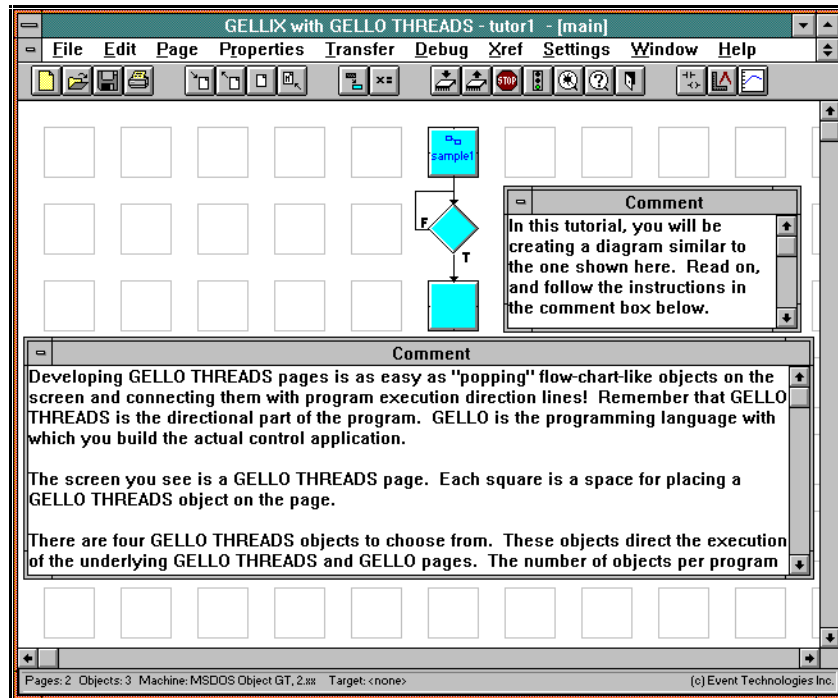 GELLIX with GELLO THREADS - tutor1 - [main]
File Edit Page Properties Transfer Debug Xref Settings Window Help
STOP
sample1
F
T
Comment
In this tutorial, you will be
creating a diagram similar to
the one shown here. Read on,
and follow the instructions in
the comment box below.
Comment
Developing GELLO THREADS pages is as easy as "popping" flow-chart-like objects on the
screen and connecting them with program execution direction lines! Remember that GELLO
THREADS is the directional part of the program. GELLO is the programming language with
which you build the actual control application.
The screen you see is a GELLO THREADS page. Each square is a space for placing a
GELLO THREADS object on the page.
There are four GELLO THREADS objects to choose from. These objects direct the execution
of the underlying GELLO THREADS and GELLO pages. The number of objects per program
Pages: 2 Objects: 3 Machine: MSDOS Object GT, 2.xx Target: <none> (c) Event Technologies Inc.